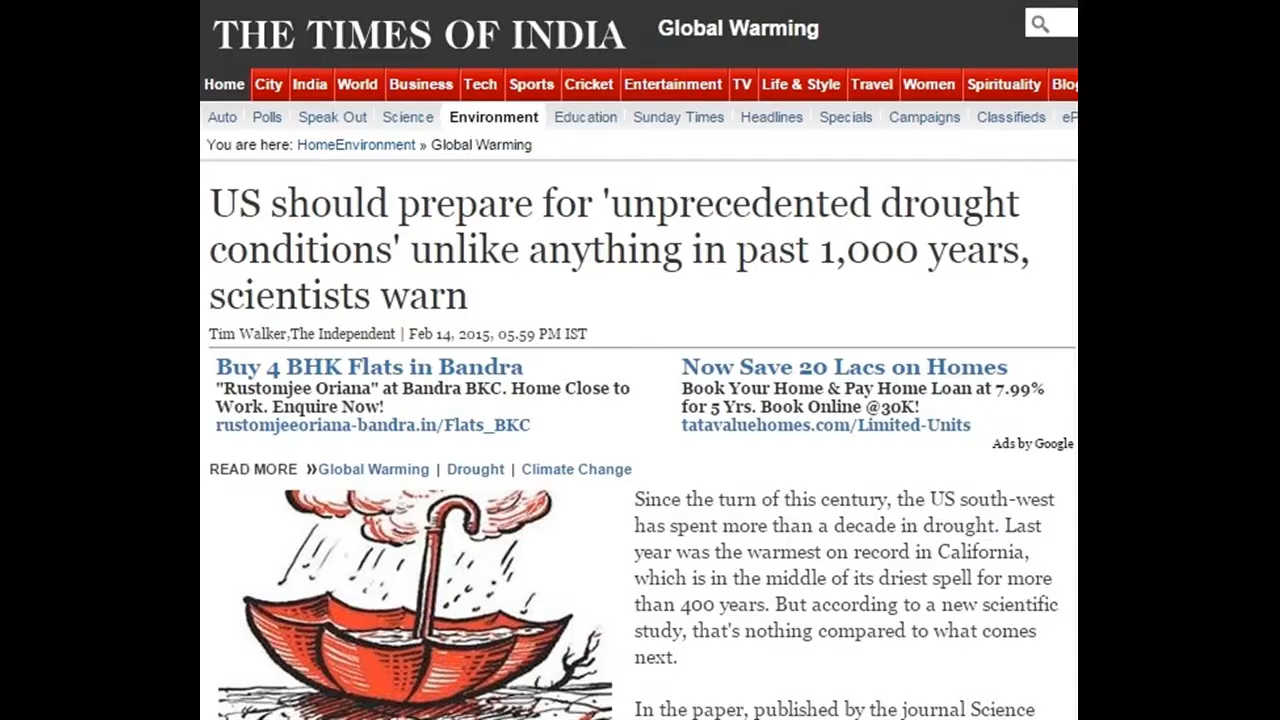 THE TIMES OF INDIA Global Warming
Home City India World Business Tech Sports Cricket Entertainment TV Life & Style Travel Women Spirituality Blog
Auto Polls Speak Out Science Environment Education Sunday Times Headlines Specials Campaigns Classifieds eP
You are here: HomeEnvironment » Global Warming
US should prepare for 'unprecedented drought
conditions' unlike anything in past 1,000 years,
scientists warn
Tim Walker,The Independent | Feb 14, 2015, 05.59 PM IST
Buy 4 BHK Flats in Bandra
"Rustomjee Oriana" at Bandra BKC. Home Close to
Work. Enquire Now!
rustomjeeoriana-bandra.in/Flats_BKC
Now Save 20 Lacs on Homes
Book Your Home & Pay Home Loan at 7.99%
for 5 Yrs. Book Online @30K!
tatavaluehomes.com/Limited-Units
Ads by Google
READ MORE »Global Warming | Drought | Climate Change
Since the turn of this century, the US south-west
has spent more than a decade in drought. Last
year was the warmest on record in California,
which is in the middle of its driest spell for more
than 400 years. But according to a new scientific
study, that's nothing compared to what comes
next.
In the paper, published by the journal Science